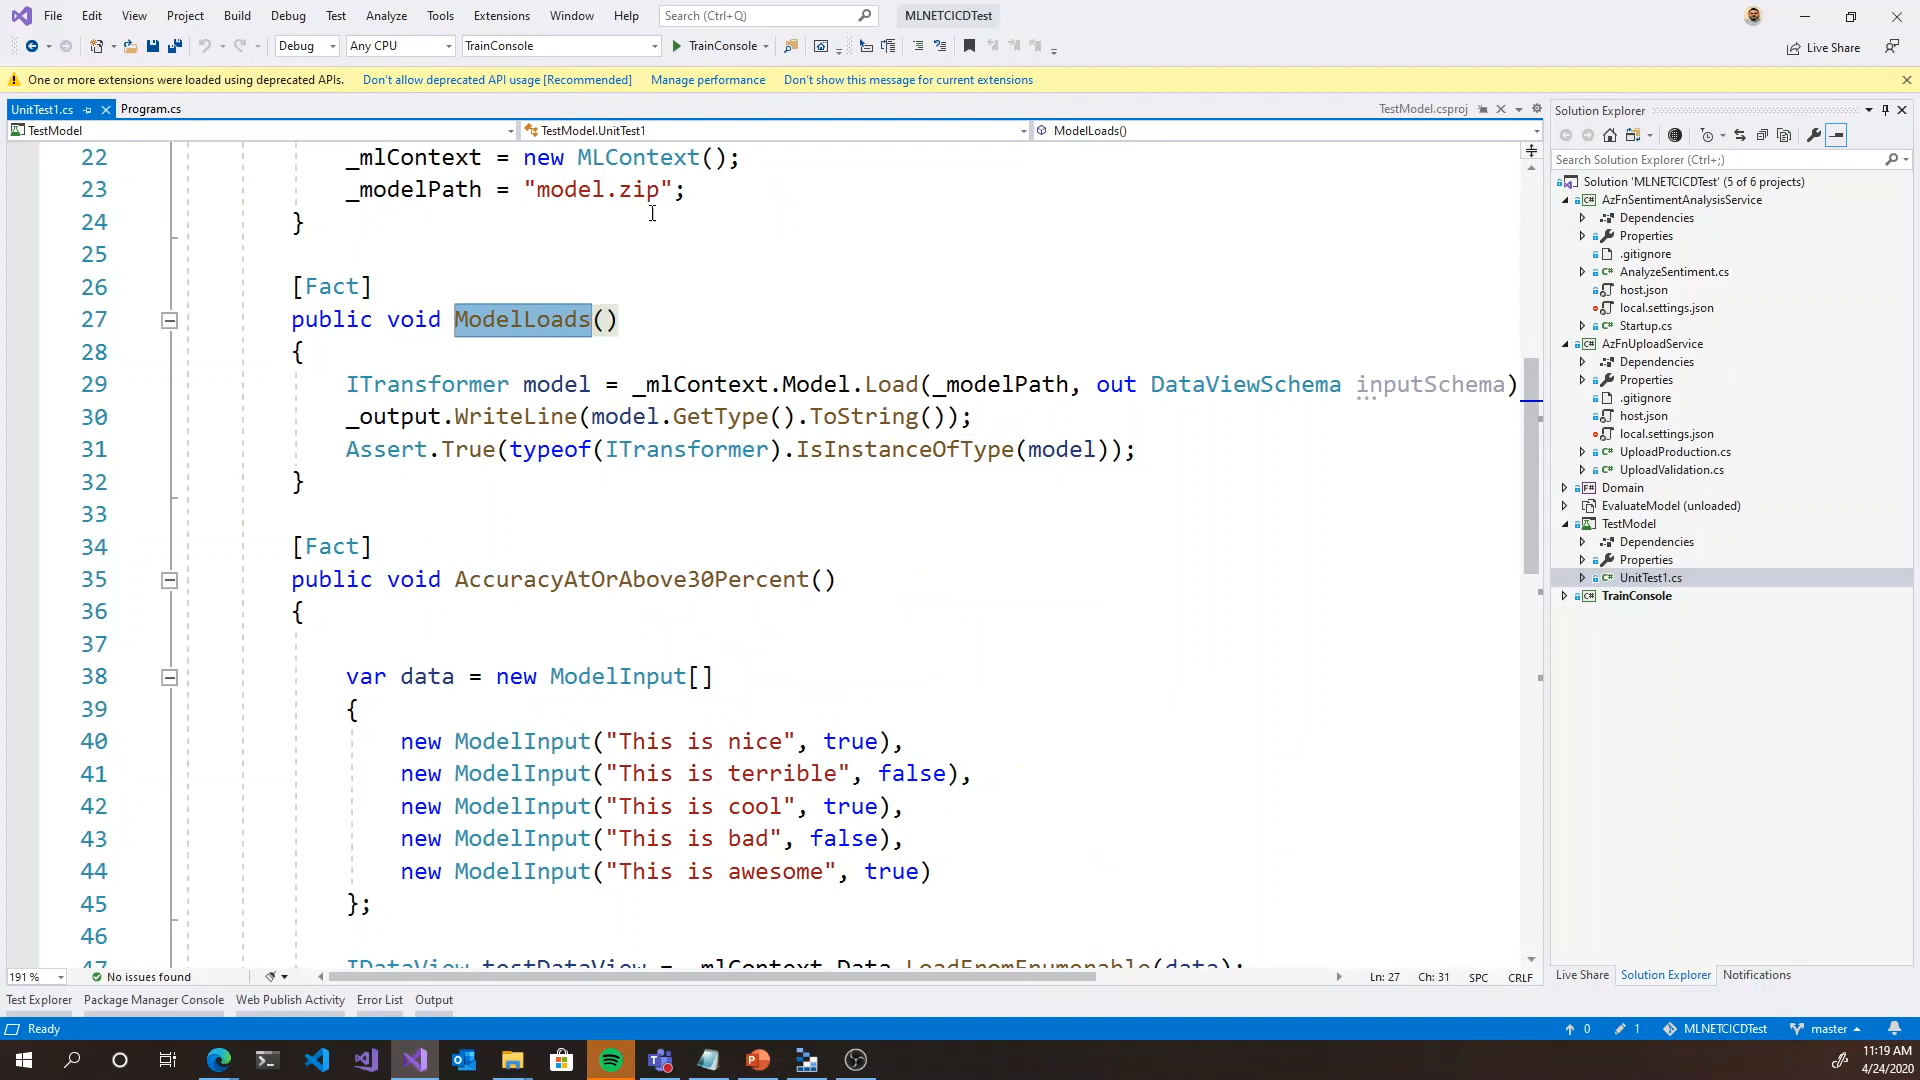 File Edit View Project Build Debug Test Analyze Tools Extensions Window Help Search (Ctrl+Q) MLNETCICDTest
Debug Any CPU TrainConsole TrainConsole Live Share
One or more extensions were loaded using deprecated APIs. Don't allow deprecated API usage [Recommended] Manage performance Don't show this message for current extensions
UnitTest1.cs Program.cs TestModel.csproj
TestModel TestModel.UnitTest1 ModelLoads()
22 _mlContext = new MLContext();
23 _modelPath = "model.zip";
24 }
25
26 [Fact]
27 public void ModelLoads()
28 {
29 ITransformer model = _mlContext.Model.Load(_modelPath, out DataViewSchema inputSchema)
30 _output.WriteLine(model.GetType().ToString());
31 Assert.True(typeof(ITransformer).IsInstanceOfType(model));
32 }
33
34 [Fact]
35 public void AccuracyAtOrAbove30Percent()
36 {
37
38 var data = new ModelInput[]
39 {
40 new ModelInput("This is nice", true),
41 new ModelInput("This is terrible", false),
42 new ModelInput("This is cool", true),
43 new ModelInput("This is bad", false),
44 new ModelInput("This is awesome", true)
45 };
46
47 IDataView testDataView = _mlContext.Data.LoadFromEnumerable(data);
191 % No issues found Ln: 27 Ch: 31 SPC CRLF
Test Explorer Package Manager Console Web Publish Activity Error List Output
Solution Explorer
Search Solution Explorer (Ctrl+;)
Solution 'MLNETCICDTest' (5 of 6 projects)
C# AzFnSentimentAnalysisService
Dependencies
Properties
.gitignore
C# AnalyzeSentiment.cs
host.json
local.settings.json
C# Startup.cs
C# AzFnUploadService
Dependencies
Properties
.gitignore
host.json
local.settings.json
C# UploadProduction.cs
C# UploadValidation.cs
F# Domain
EvaluateModel (unloaded)
TestModel
Dependencies
Properties
C# UnitTest1.cs
C# TrainConsole
Live Share Solution Explorer Notifications
Ready 0 1 MLNETCICDTest master
11:19 AM
4/24/2020